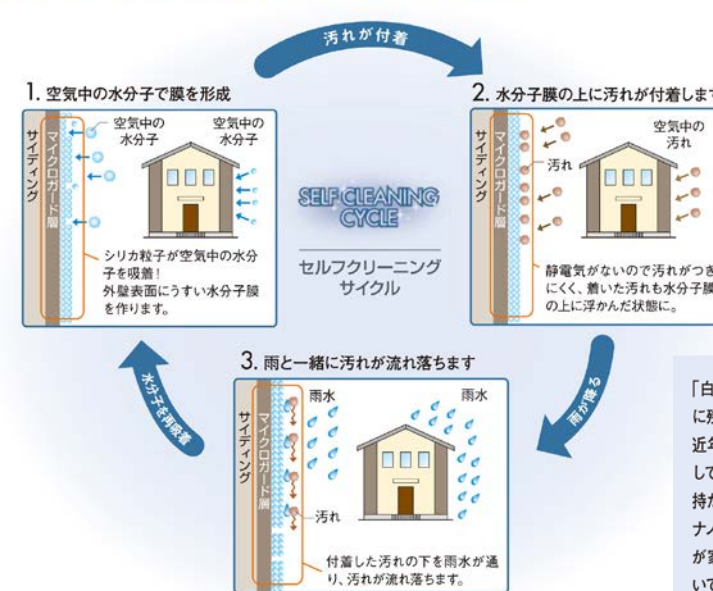 汚れが付着
1. 空気中の水分子で膜を形成
サイディング
マイクロガード層
空気中の
水分子
空気中の
水分子
シリカ粒子が空気中の水分
子を吸着!
外壁表面にうすい水分子膜
を作ります。
SELF CLEANING
CYCLE
セルフクリーニング
サイクル
2. 水分子膜の上に汚れが付着します
サイディング
マイクロガード層
汚れ
空気中の
汚れ
静電気がないので汚れがつき
にくく、着いた汚れも水分子膜
の上に浮かんだ状態に。
雨が降る
3. 雨と一緒に汚れが流れ落ちます
サイディング
マイクロガード層
雨水
雨水
汚れ
付着した汚れの下を雨水が通
り、汚れが流れ落ちます。
水分子を再吸着
「白
に残
近年
して
持た
ナノ
が家
いて